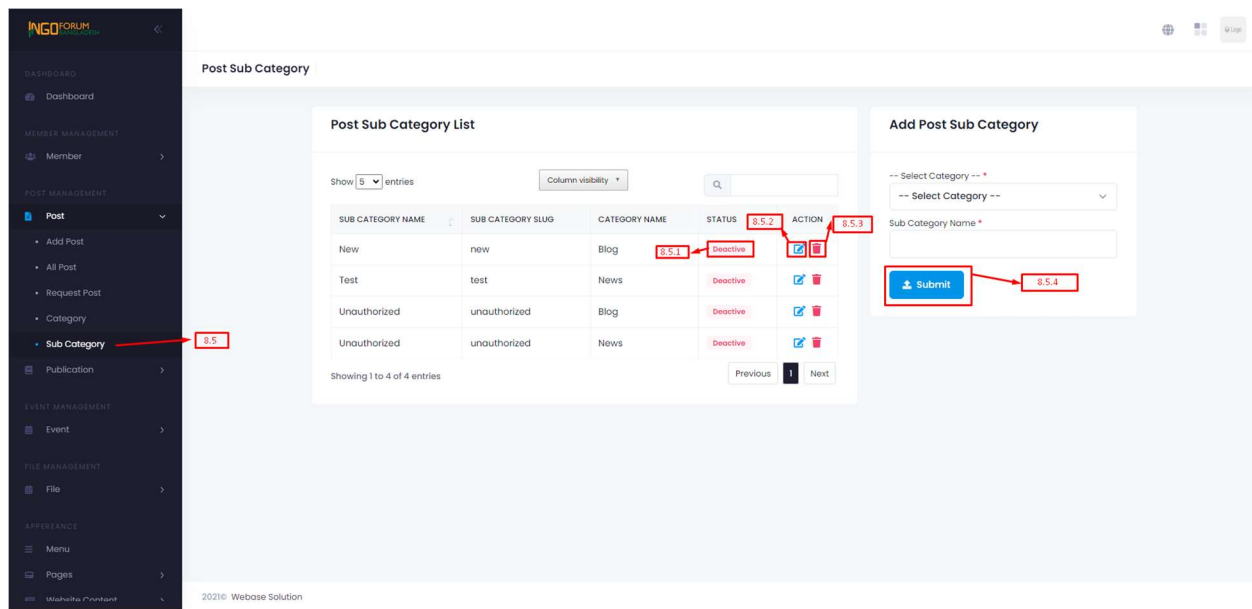 INGO FORUM
BANGLADESH
Logo
DASHBOARD
Dashboard
MEMBER MANAGEMENT
Member
POST MANAGEMENT
Post
Add Post
All Post
Request Post
Category
Sub Category
8.5
Publication
EVENT MANAGEMENT
Event
FILE MANAGEMENT
File
APPEREANCE
Menu
Pages
Website Content
Post Sub Category
Post Sub Category List
Show 5 entries
Column visibility
SUB CATEGORY NAME SUB CATEGORY SLUG CATEGORY NAME STATUS 8.5.2 ACTION 8.5.3
New new Blog 8.5.1 Deactive
Test test News Deactive
Unauthorized unauthorized Blog Deactive
Unauthorized unauthorized News Deactive
Showing 1 to 4 of 4 entries
Previous 1 Next
Add Post Sub Category
-- Select Category -- *
-- Select Category --
Sub Category Name *
Submit
8.5.4
2021© Webase Solution